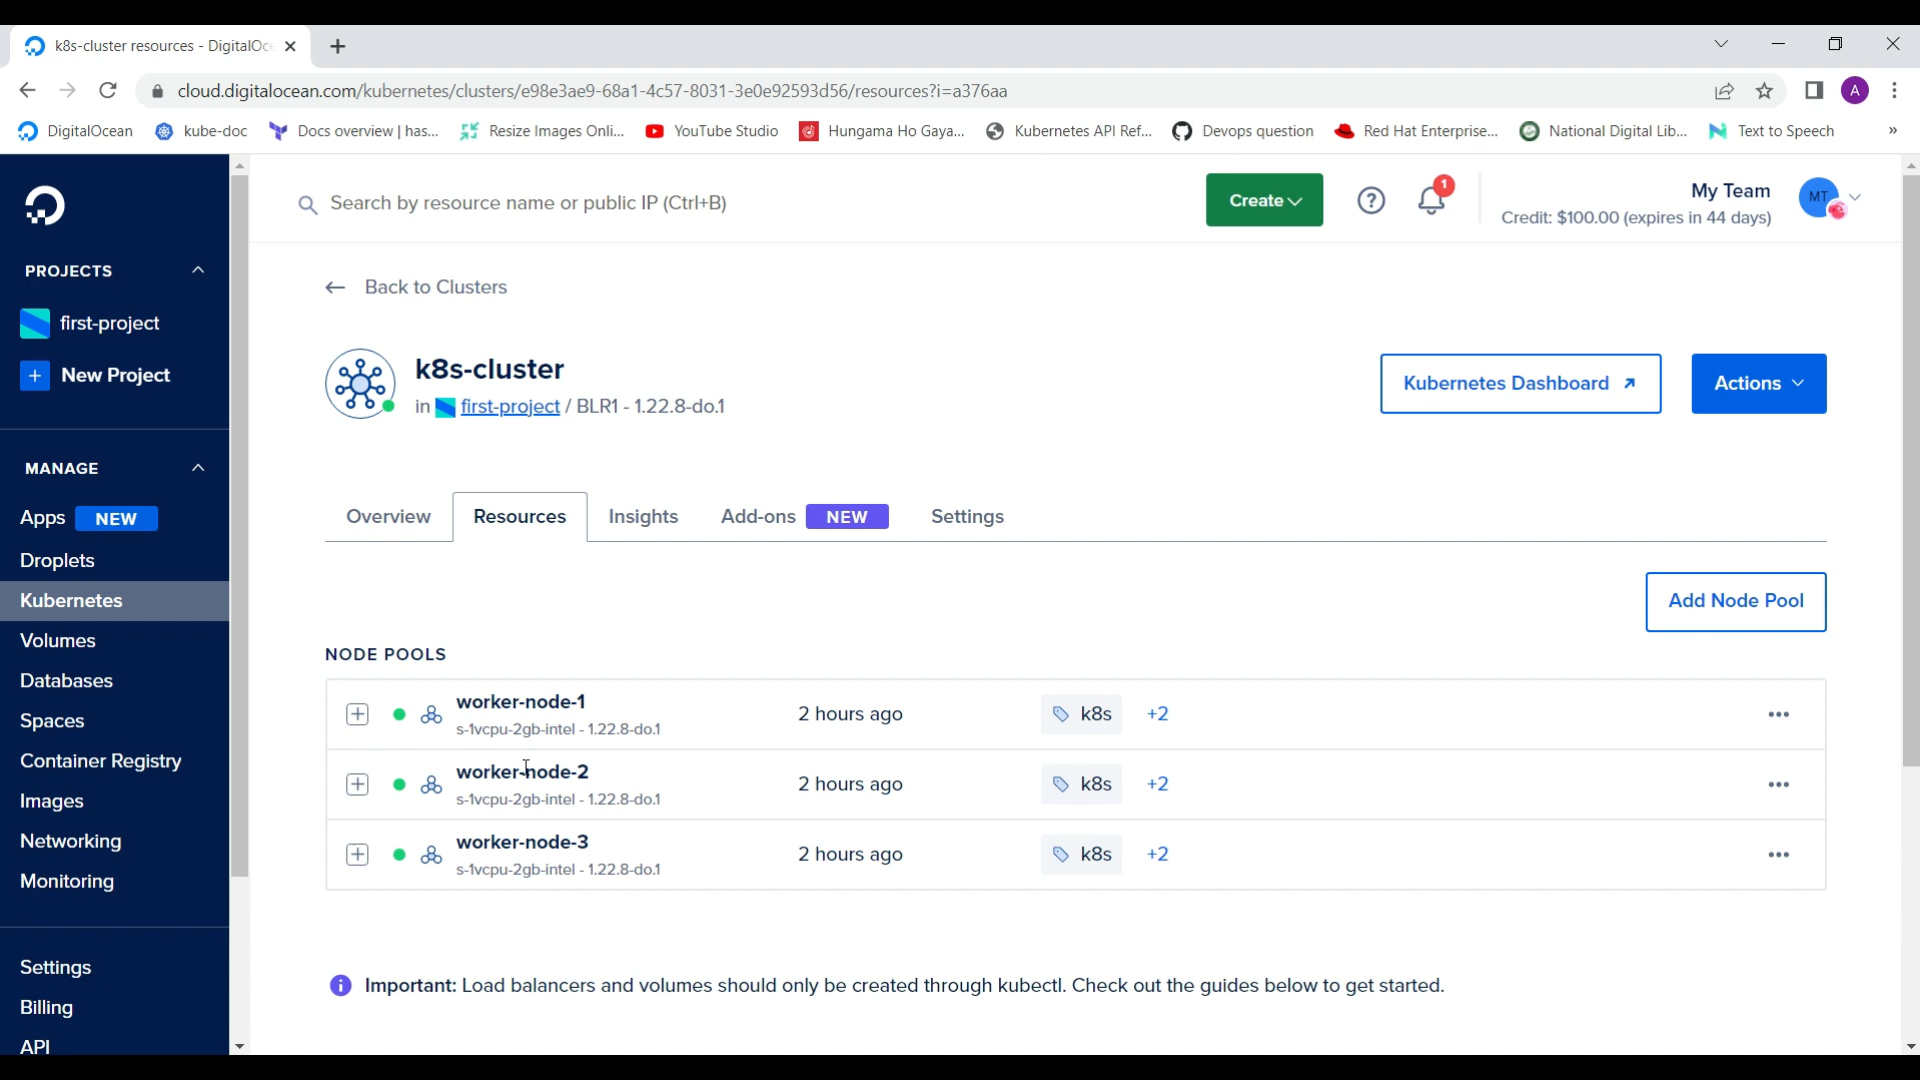 k8s-cluster resources - DigitalOce
cloud.digitalocean.com/kubernetes/clusters/e98e3ae9-68a1-4c57-8031-3e0e92593d56/resources?i=a376aa
A
DigitalOcean kube-doc Docs overview | has... Resize Images Onli... YouTube Studio Hungama Ho Gaya... Kubernetes API Ref... Devops question Red Hat Enterprise... National Digital Lib... Text to Speech »
Search by resource name or public IP (Ctrl+B)
Create
?
1
My Team
Credit: $100.00 (expires in 44 days)
MT
PROJECTS
first-project
+ New Project
MANAGE
Apps NEW
Droplets
Kubernetes
Volumes
Databases
Spaces
Container Registry
Images
Networking
Monitoring
Settings
Billing
API
← Back to Clusters
k8s-cluster
in first-project / BLR1 - 1.22.8-do.1
Kubernetes Dashboard
Actions
Overview Resources Insights Add-ons NEW Settings
Add Node Pool
NODE POOLS
worker-node-1
s-1vcpu-2gb-intel - 1.22.8-do.1
2 hours ago
k8s +2
worker-node-2
s-1vcpu-2gb-intel - 1.22.8-do.1
2 hours ago
k8s +2
worker-node-3
s-1vcpu-2gb-intel - 1.22.8-do.1
2 hours ago
k8s +2
Important: Load balancers and volumes should only be created through kubectl. Check out the guides below to get started.